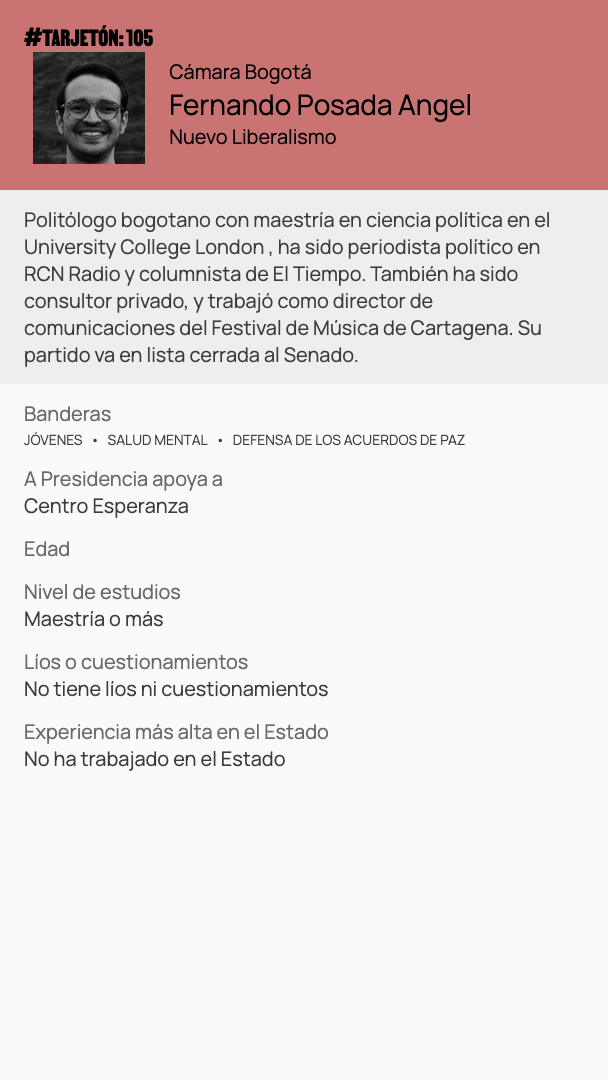 #TARJETÓN: 105
Cámara Bogotá
Fernando Posada Angel
Nuevo Liberalismo
Politólogo bogotano con maestría en ciencia política en el
University College London , ha sido periodista político en
RCN Radio y columnista de El Tiempo. También ha sido
consultor privado, y trabajó como director de
comunicaciones del Festival de Música de Cartagena. Su
partido va en lista cerrada al Senado.
Banderas
JÓVENES • SALUD MENTAL • DEFENSA DE LOS ACUERDOS DE PAZ
A Presidencia apoya a
Centro Esperanza
Edad
Nivel de estudios
Maestría o más
Líos o cuestionamientos
No tiene líos ni cuestionamientos
Experiencia más alta en el Estado
No ha trabajado en el Estado